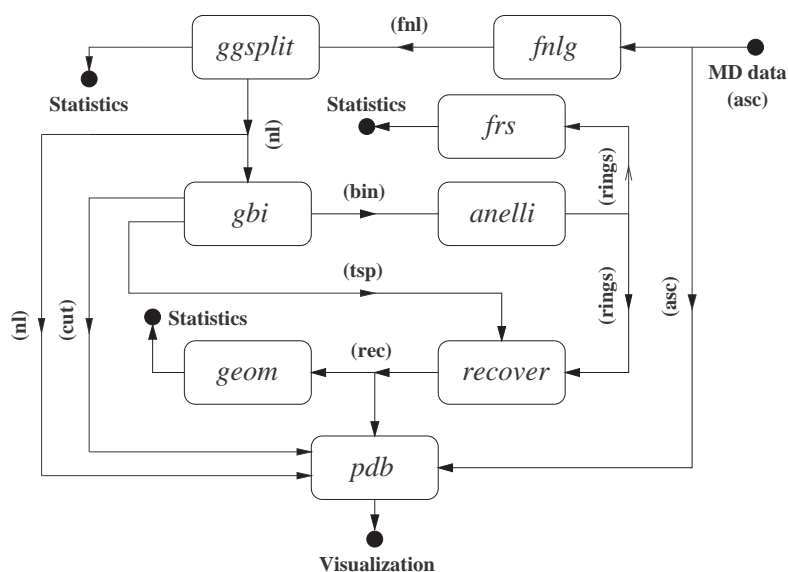 (fnl)
ggsplit
fnlg
MD data
(asc)
Statistics
Statistics
(nl)
frs
(rings)
(bin)
gbi
anelli
(tsp)
(rings)
(asc)
(nl)
(cut)
Statistics
(rec)
geom
recover
pdb
Visualization